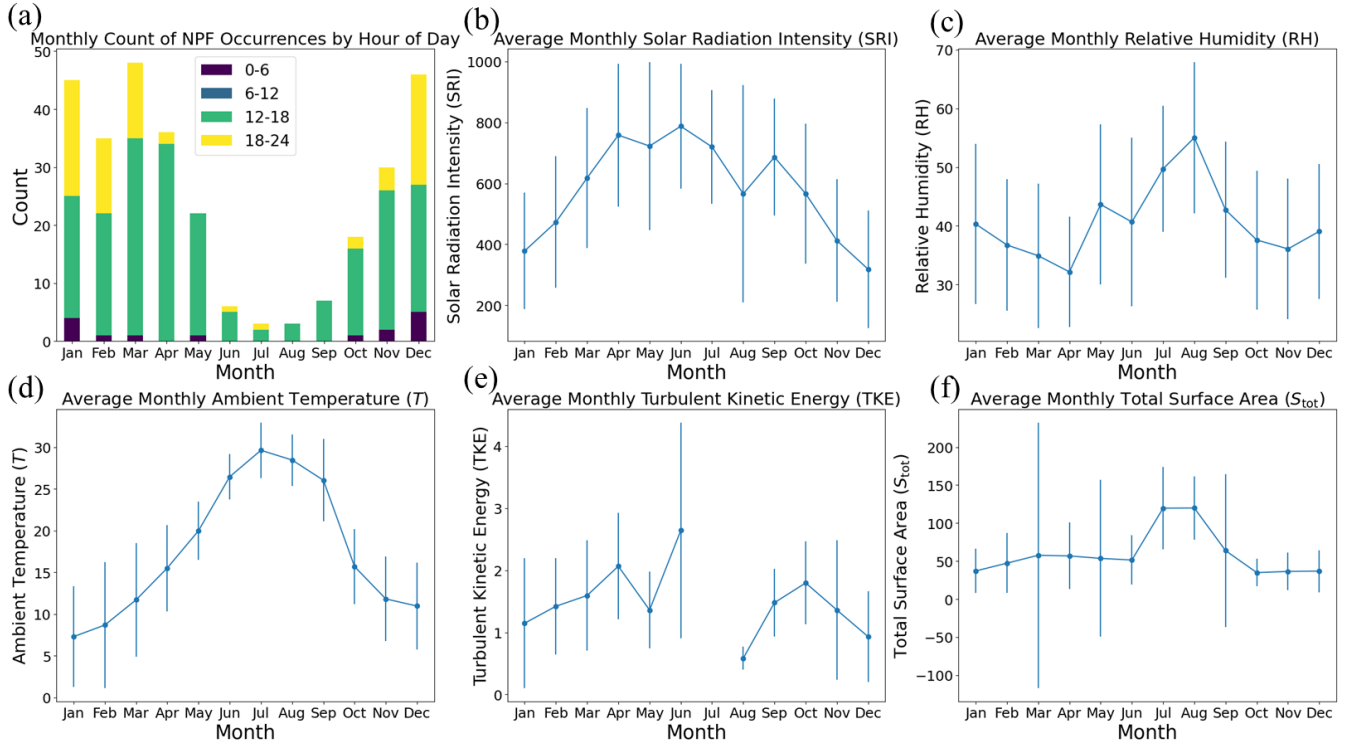 (a)
Monthly Count of NPF Occurrences by Hour of Day
50
40
30
20
10
0
Count
0-6
6-12
12-18
18-24
Jan Feb Mar Apr May Jun Jul Aug Sep Oct Nov Dec
Month
(b)
Average Monthly Solar Radiation Intensity (SRI)
1000
800
600
400
200
Solar Radiation Intensity (SRI)
Jan Feb Mar Apr May Jun Jul Aug Sep Oct Nov Dec
Month
(c)
Average Monthly Relative Humidity (RH)
70
60
50
40
30
Relative Humidity (RH)
Jan Feb Mar Apr May Jun Jul Aug Sep Oct Nov Dec
Month
(d)
Average Monthly Ambient Temperature (T)
30
25
20
15
10
5
0
Ambient Temperature (T)
Jan Feb Mar Apr May Jun Jul Aug Sep Oct Nov Dec
Month
(e)
Average Monthly Turbulent Kinetic Energy (TKE)
4
3
2
1
0
Turbulent Kinetic Energy (TKE)
Jan Feb Mar Apr May Jun Jul Aug Sep Oct Nov Dec
Month
(f)
Average Monthly Total Surface Area (Stot)
200
150
100
50
0
−50
−100
Total Surface Area (Stot)
Jan Feb Mar Apr May Jun Jul Aug Sep Oct Nov Dec
Month